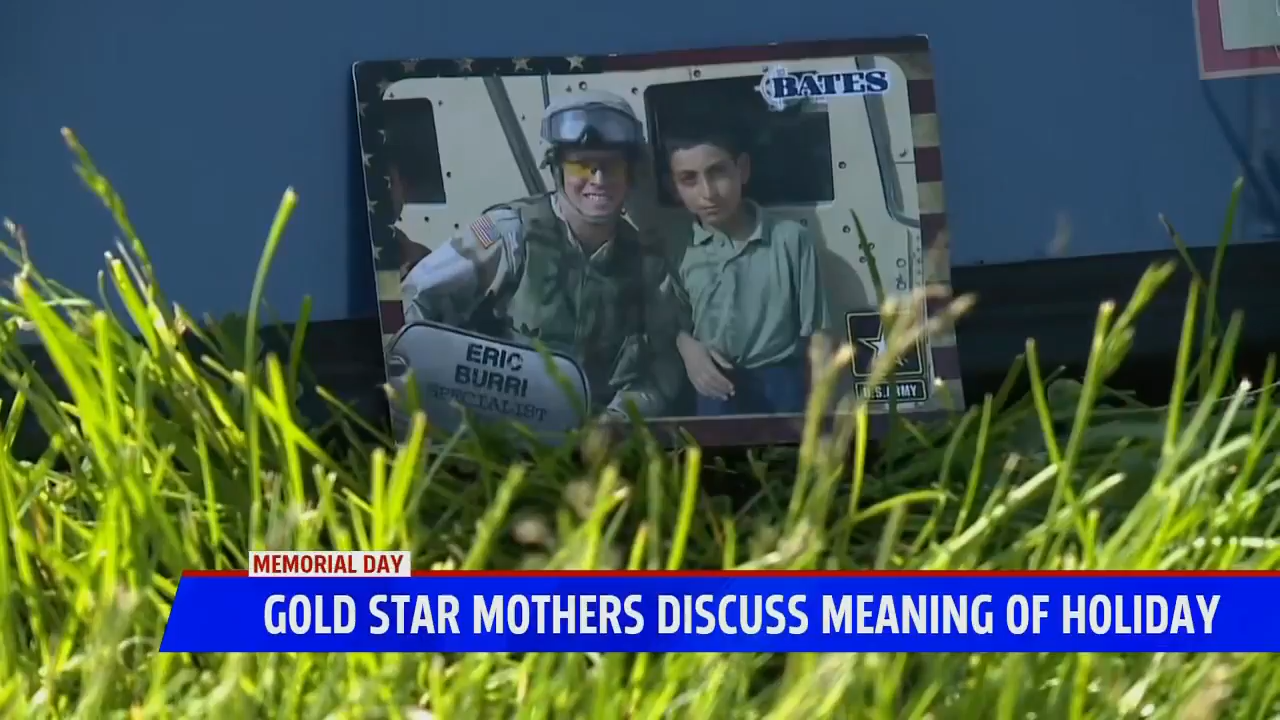 BATES
ERIC
BURRI
SPECIALIST
U.S.ARMY
MEMORIAL DAY
GOLD STAR MOTHERS DISCUSS MEANING OF HOLIDAY